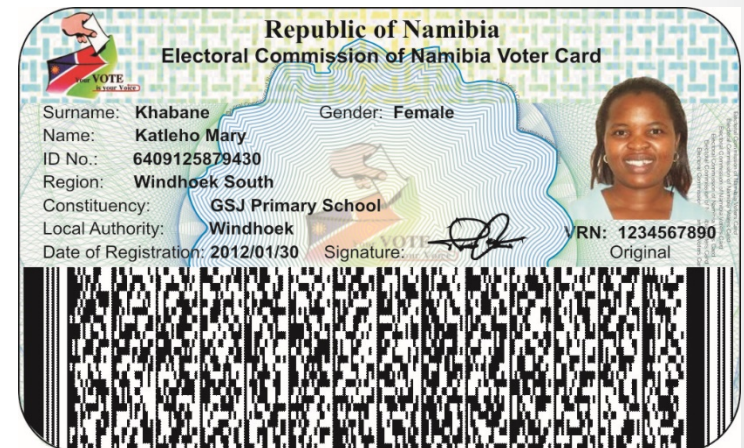 Republic of Namibia
Electoral Commission of Namibia Voter Card
Your VOTE
is your Voice
Surname: Khabane Gender: Female
Name: Katleho Mary
ID No.: 6409125879430
Region: Windhoek South
Constituency: GSJ Primary School
Local Authority: Windhoek
VRN: 1234567890
Date of Registration: 2012/01/30 Signature:
Original